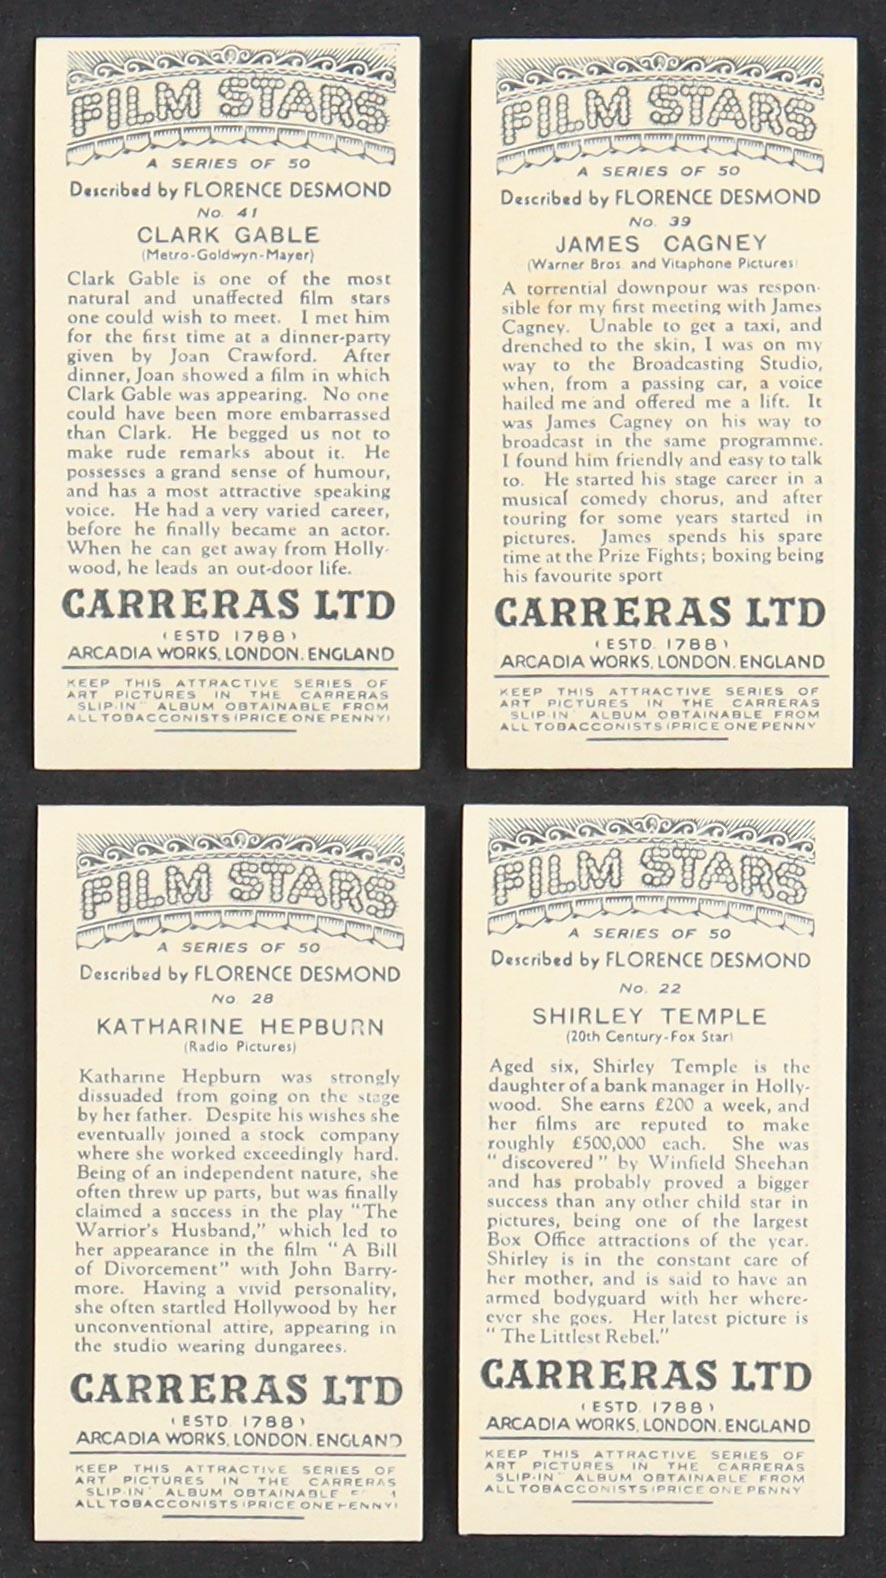 FILM STARS
A SERIES OF 50
Described by FLORENCE DESMOND
No. 41
CLARK GABLE
(Metro-Goldwyn-Mayer)
Clark Gable is one of the most
natural and unaffected film stars
one could wish to meet. I met him
for the first time at a dinner-party
given by Joan Crawford. After
dinner, Joan showed a film in which
Clark Gable was appearing. No one
could have been more embarrassed
than Clark. He begged us not to
make rude remarks about it. He
possesses a grand sense of humour,
and has a most attractive speaking
voice. He had a very varied career,
before he finally became an actor.
When he can get away from Holly-
wood, he leads an out-door life.
CARRERAS LTD
(ESTD 1788)
ARCADIA WORKS, LONDON. ENGLAND
KEEP THIS ATTRACTIVE SERIES OF
ART PICTURES IN THE CARRERAS
"SLIP-IN" ALBUM OBTAINABLE FROM
ALL TOBACCONISTS (PRICE ONE PENNY)
FILM STARS
A SERIES OF 50
Described by FLORENCE DESMOND
No. 39
JAMES CAGNEY
(Warner Bros. and Vitaphone Pictures)
A torrential downpour was respon-
sible for my first meeting with James
Cagney. Unable to get a taxi, and
drenched to the skin, I was on my
way to the Broadcasting Studio,
when, from a passing car, a voice
hailed me and offered me a lift. It
was James Cagney on his way to
broadcast in the same programme.
I found him friendly and easy to talk
to. He started his stage career in a
musical comedy chorus, and after
touring for some years started in
pictures. James spends his spare
time at the Prize Fights; boxing being
his favourite sport
CARRERAS LTD
(ESTD. 1788)
ARCADIA WORKS, LONDON. ENGLAND
KEEP THIS ATTRACTIVE SERIES OF
ART PICTURES IN THE CARRERAS
SLIP-IN" ALBUM OBTAINABLE FROM
ALL TOBACCONISTS (PRICE ONE PENNY
FILM STARS
A SERIES OF 50
Described by FLORENCE DESMOND
No 28
KATHARINE HEPBURN
(Radio Pictures)
Katharine Hepburn was strongly
dissuaded from going on the stage
by her father. Despite his wishes she
eventually joined a stock company
where she worked exceedingly hard.
Being of an independent nature, she
often threw up parts, but was finally
claimed a success in the play "The
Warrior's Husband," which led to
her appearance in the film "A Bill
of Divorcement" with John Barry-
more. Having a vivid personality,
she often startled Hollywood by her
unconventional attire, appearing in
the studio wearing dungarees.
CARRERAS LTD
(ESTD. 1788)
ARCADIA WORKS, LONDON. ENGLAND
KEEP THIS ATTRACTIVE SERIES OF
ART PICTURES IN THE CARRERAS
SLIP-IN" ALBUM OBTAINABLE
ALL TOBACCONISTS (PRICE ONE PENNY)
FILM STARS
A SERIES OF 50
Described by FLORENCE DESMOND
No. 22
SHIRLEY TEMPLE
(20th Century-Fox Star)
Aged six, Shirley Temple is the
daughter of a bank manager in Holly-
wood. She earns £200 a week, and
her films are reputed to make
roughly £500,000 each. She was
"discovered" by Winfield Sheehan
and has probably proved a bigger
success than any other child star in
pictures, being one of the largest
Box Office attractions of the year.
Shirley is in the constant care of
her mother, and is said to have an
armed bodyguard with her where-
ever she goes. Her latest picture is
"The Littlest Rebel."
CARRERAS LTD
(ESTD. 1788)
ARCADIA WORKS, LONDON. ENGLAND
KEEP THIS ATTRACTIVE SERIES OF
ART PICTURES IN THE CARRERAS
SLIP-IN" ALBUM OBTAINABLE FROM
ALL TOBACCONISTS (PRICE ONE PENNY